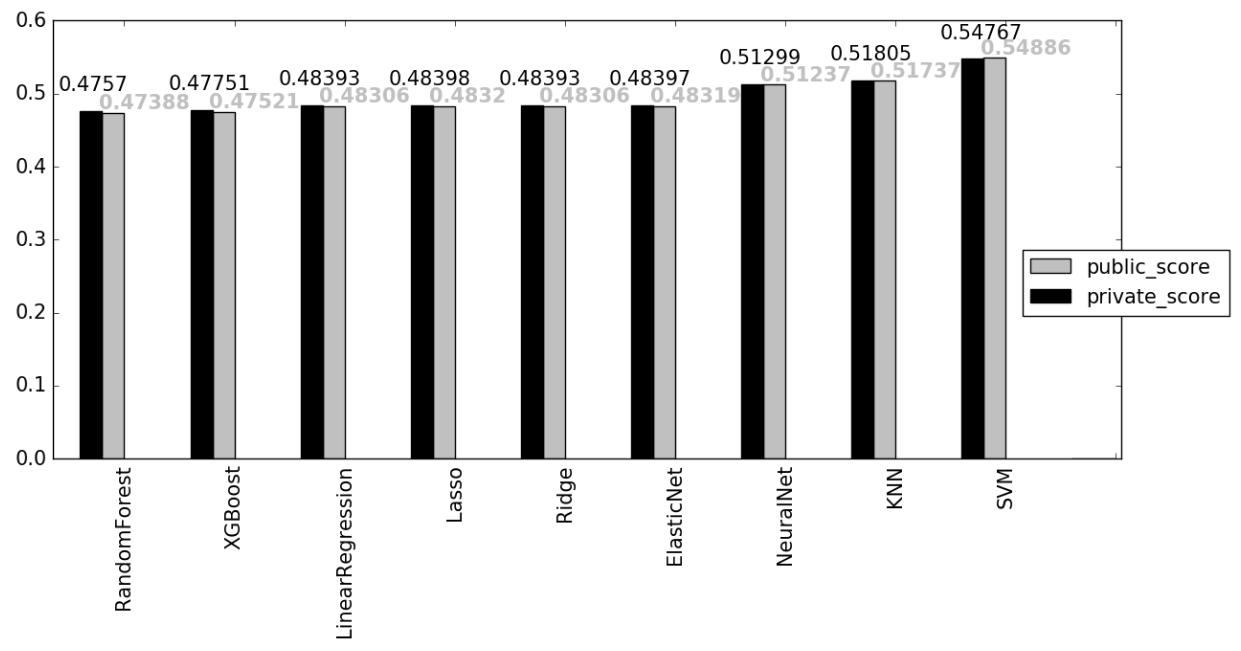 0.6
0.5
0.4
0.3
0.2
0.1
0.0
0.4757
0.47388
0.47751
0.47521
0.48393
0.48306
0.48398
0.4832
0.48393
0.48306
0.48397
0.48319
0.51299
0.51237
0.51805
0.51737
0.54767
0.54886
public_score
private_score
RandomForest
XGBoost
LinearRegression
Lasso
Ridge
ElasticNet
NeuralNet
KNN
SVM